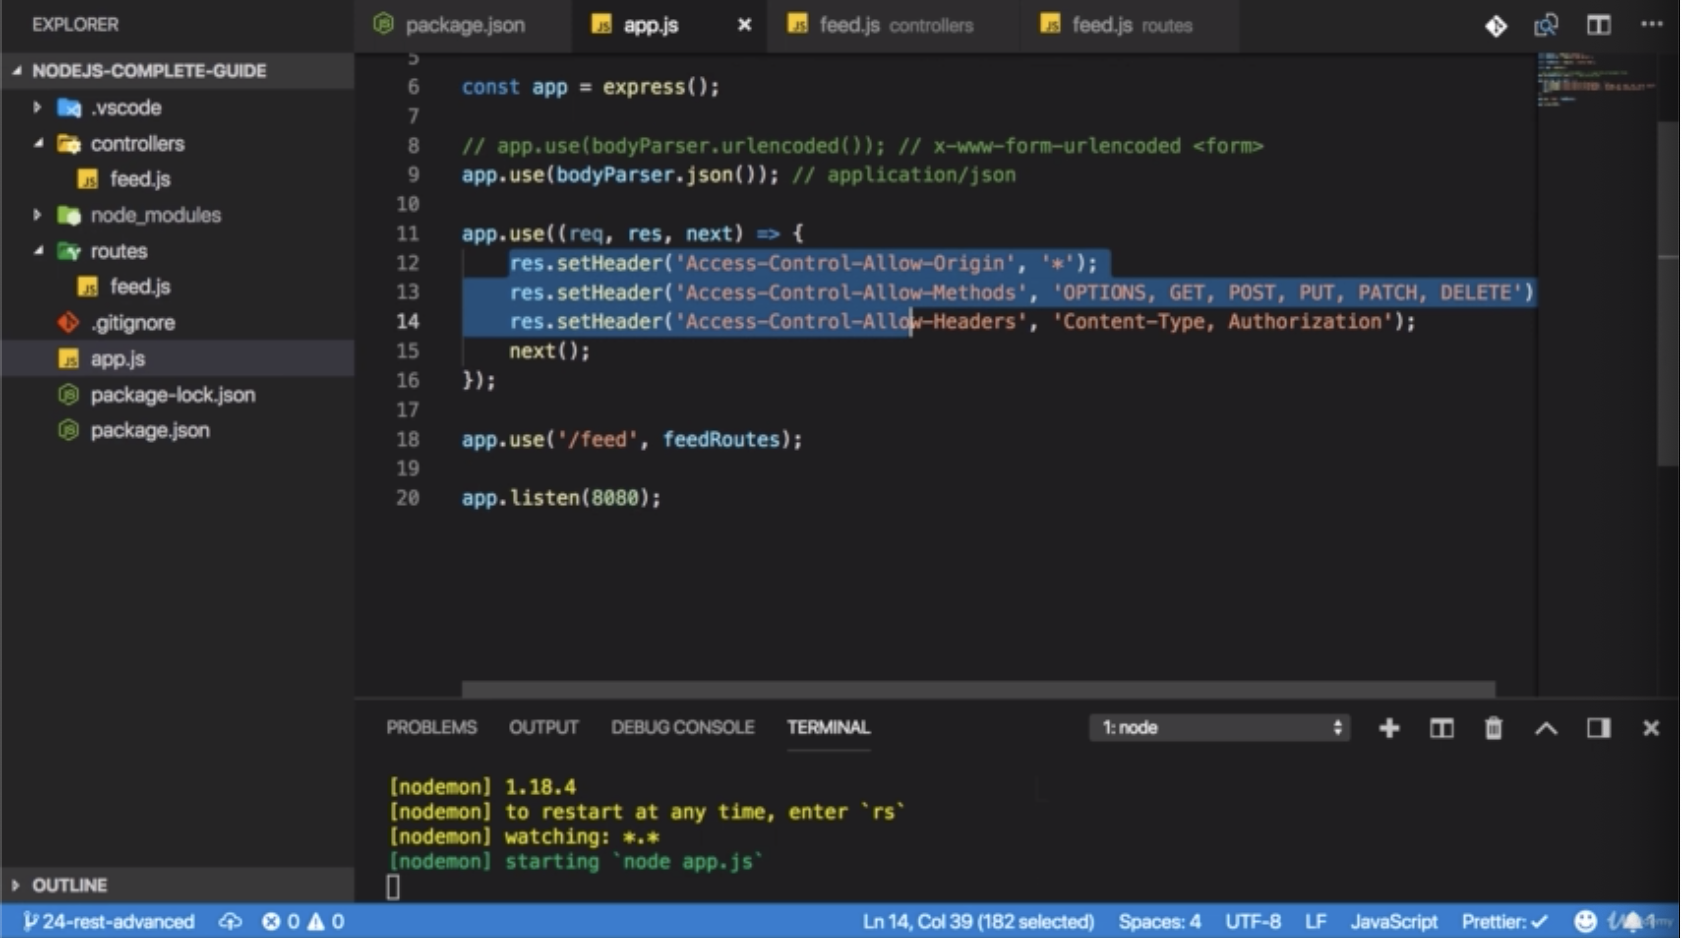 EXPLORER
NODEJS-COMPLETE-GUIDE
.vscode
controllers
feed.js
node_modules
routes
feed.js
.gitignore
app.js
package-lock.json
package.json
OUTLINE
package.json
app.js
feed.js controllers
feed.js routes
5
6 const app = express();
7
8 // app.use(bodyParser.urlencoded()); // x-www-form-urlencoded <form>
9 app.use(bodyParser.json()); // application/json
10
11 app.use((req, res, next) => {
12 res.setHeader('Access-Control-Allow-Origin', '*');
13 res.setHeader('Access-Control-Allow-Methods', 'OPTIONS, GET, POST, PUT, PATCH, DELETE')
14 res.setHeader('Access-Control-Allow-Headers', 'Content-Type, Authorization');
15 next();
16 });
17
18 app.use('/feed', feedRoutes);
19
20 app.listen(8080);
PROBLEMS OUTPUT DEBUG CONSOLE TERMINAL 1: node
[nodemon] 1.18.4
[nodemon] to restart at any time, enter `rs`
[nodemon] watching: *.*
[nodemon] starting `node app.js`
24-rest-advanced 0 0 Ln 14, Col 39 (182 selected) Spaces: 4 UTF-8 LF JavaScript Prettier: ✓